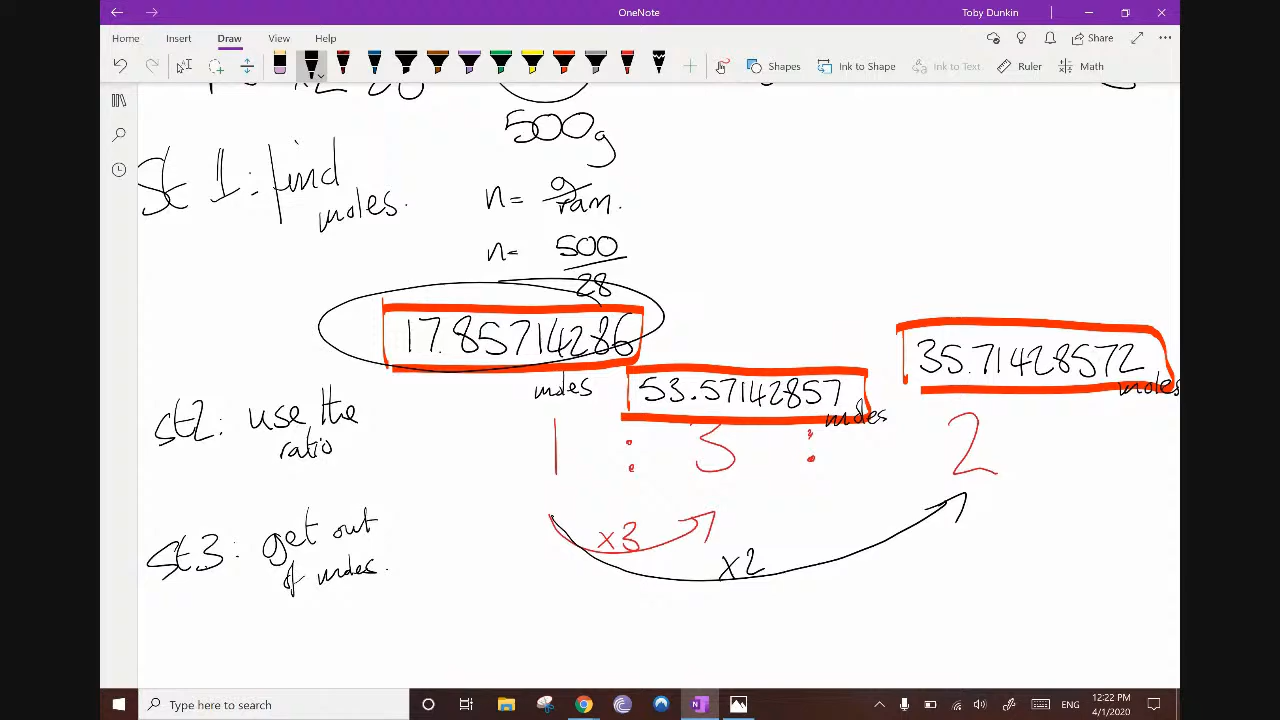 OneNote
Toby Dunkin
Home Insert Draw View Help
Share
Shapes Ink to Shape Ink to Text Ruler Math
500g
St 1: find
moles.
n= g
ram.
n= 500
28
17.85714286
moles
53.57142857
moles
35.71428572
moles
st2: use the
ratio
1 : 3 : 2
st3: get out
of moles.
x3
x2
Type here to search
ENG
12:22 PM
4/1/2020